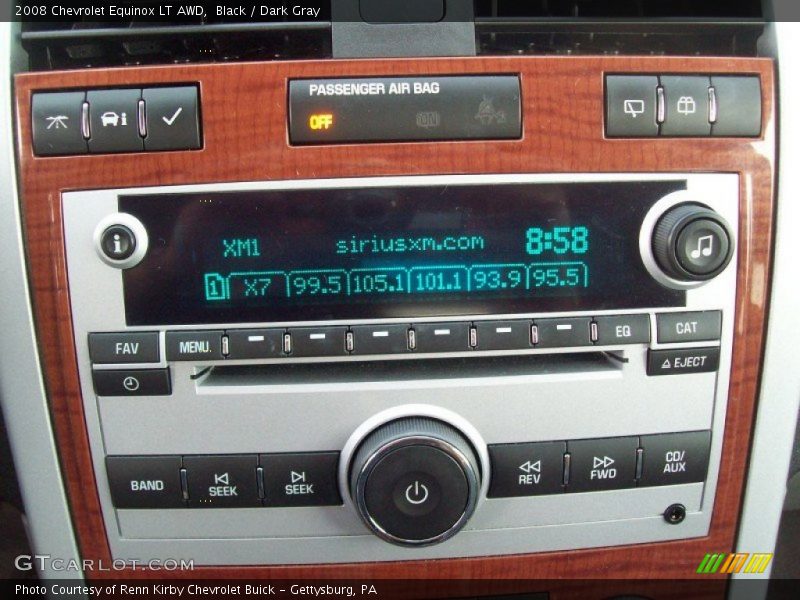 2008 Chevrolet Equinox LT AWD, Black / Dark Gray
PASSENGER AIR BAG
OFF ON
i
XM1 siriusxm.com 8:58
1 X7 99.5 105.1 101.1 93.9 95.5
FAV MENU EQ CAT
EJECT
BAND SEEK SEEK REV FWD CD/
AUX
GTCARLOT.COM
Photo Courtesy of Renn Kirby Chevrolet Buick - Gettysburg, PA